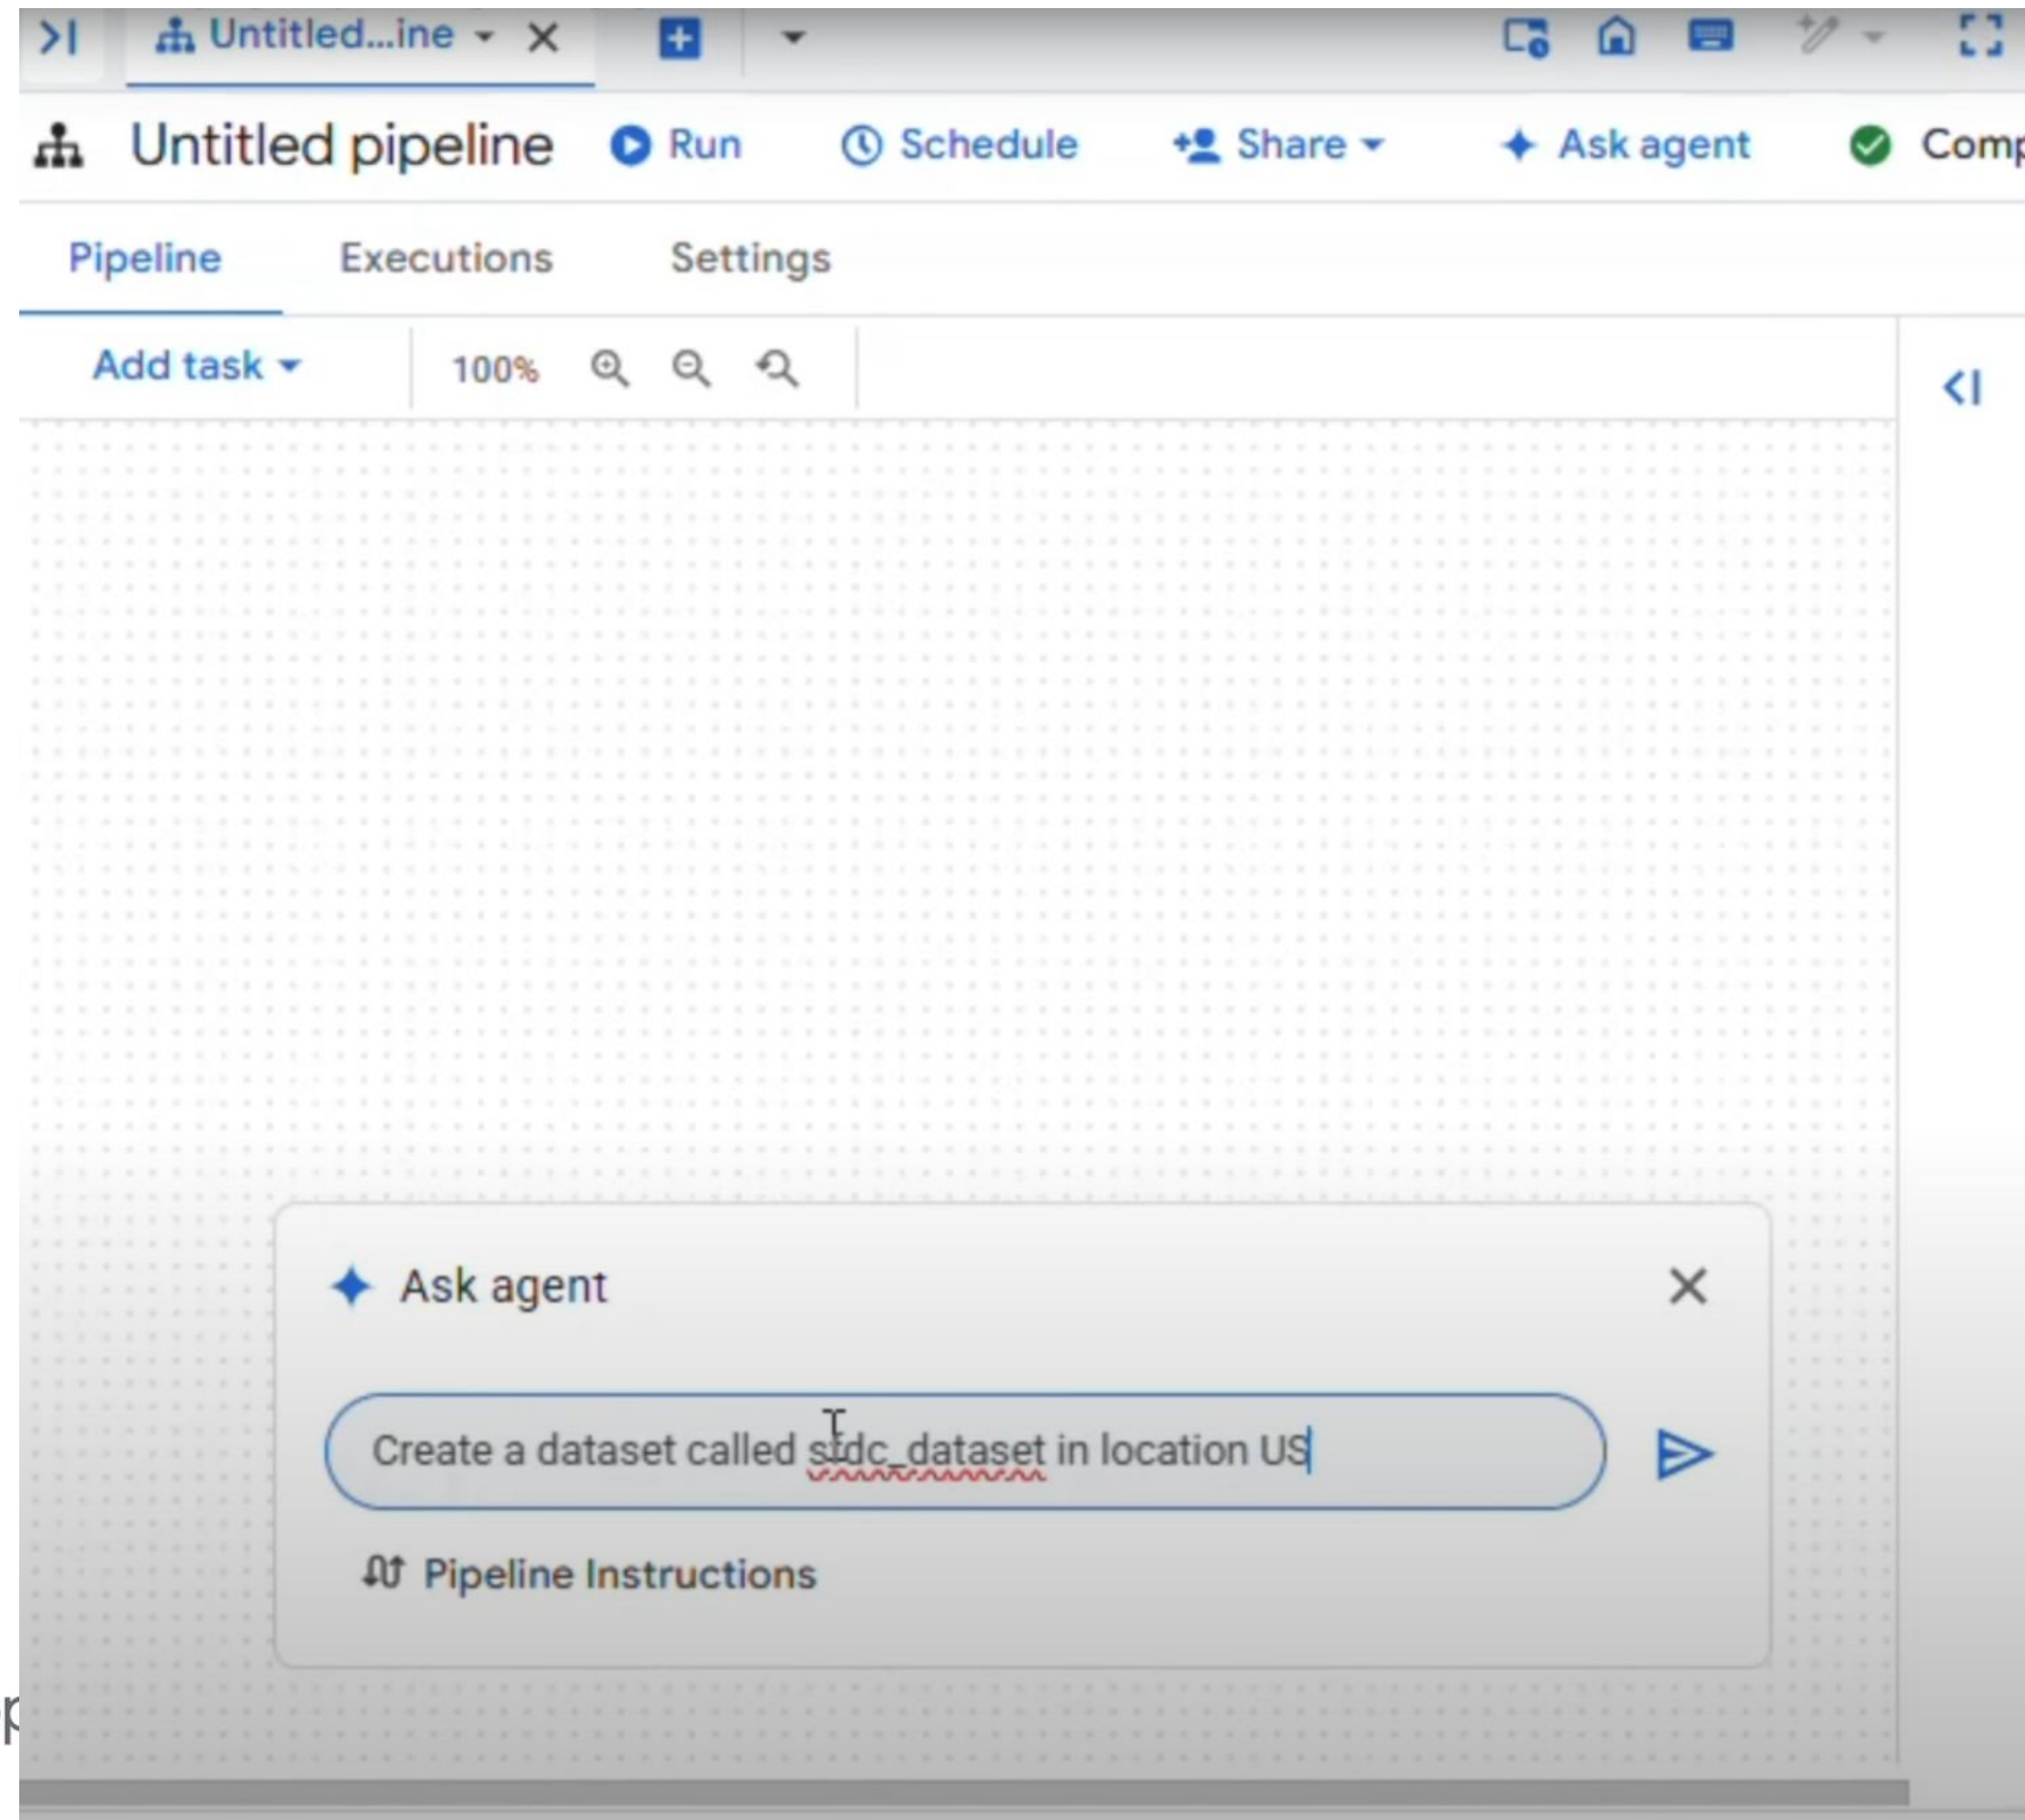 Untitled...ine
Untitled pipeline Run Schedule Share Ask agent Comp
Pipeline Executions Settings
Add task 100%
Ask agent
Create a dataset called sfdc_dataset in location US
Pipeline Instructions
p